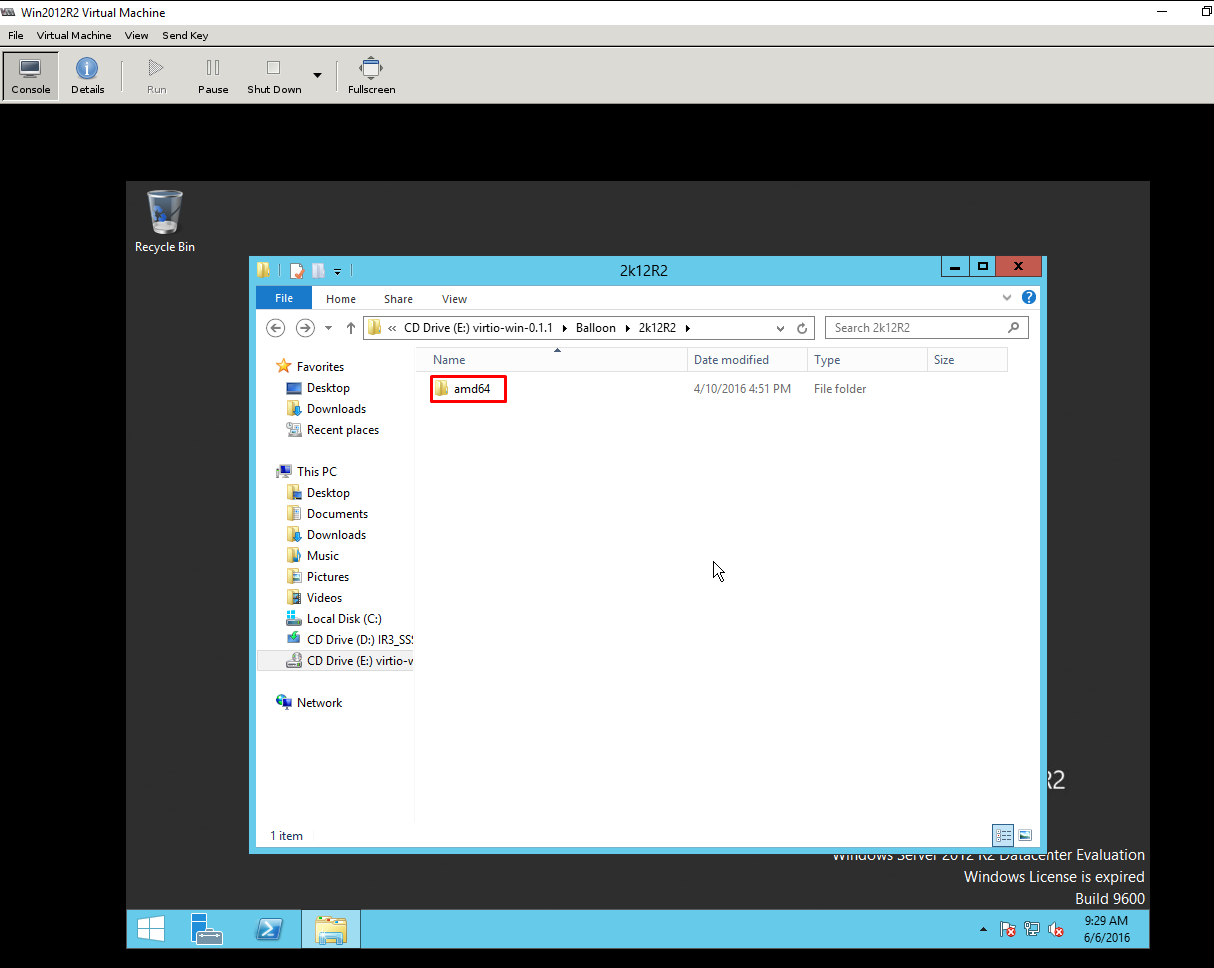 Win2012R2 Virtual Machine
File Virtual Machine View Send Key
Console Details Run Pause Shut Down Fullscreen
Recycle Bin
2k12R2
File Home Share View
« CD Drive (E:) virtio-win-0.1.1 Balloon 2k12R2
Search 2k12R2
Name Date modified Type Size
amd64 4/10/2016 4:51 PM File folder
Favorites
Desktop
Downloads
Recent places
This PC
Desktop
Documents
Downloads
Music
Pictures
Videos
Local Disk (C:)
CD Drive (D:) IR3_SS
CD Drive (E:) virtio-w
Network
1 item
R2
Windows Server 2012 R2 Datacenter Evaluation
Windows License is expired
Build 9600
9:29 AM
6/6/2016